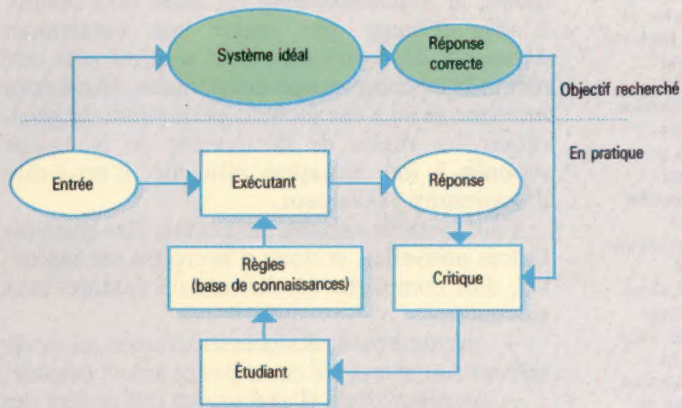 Système idéal
Réponse
correcte
Objectif recherché
En pratique
Entrée
Exécutant
Réponse
Règles
(base de connaissances)
Critique
Étudiant